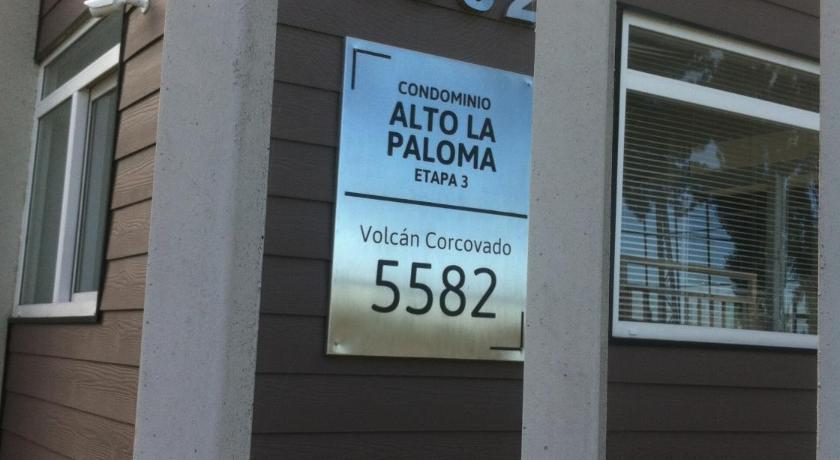 CONDOMINIO
ALTO LA
PALOMA
ETAPA 3
Volcán Corcovado
5582